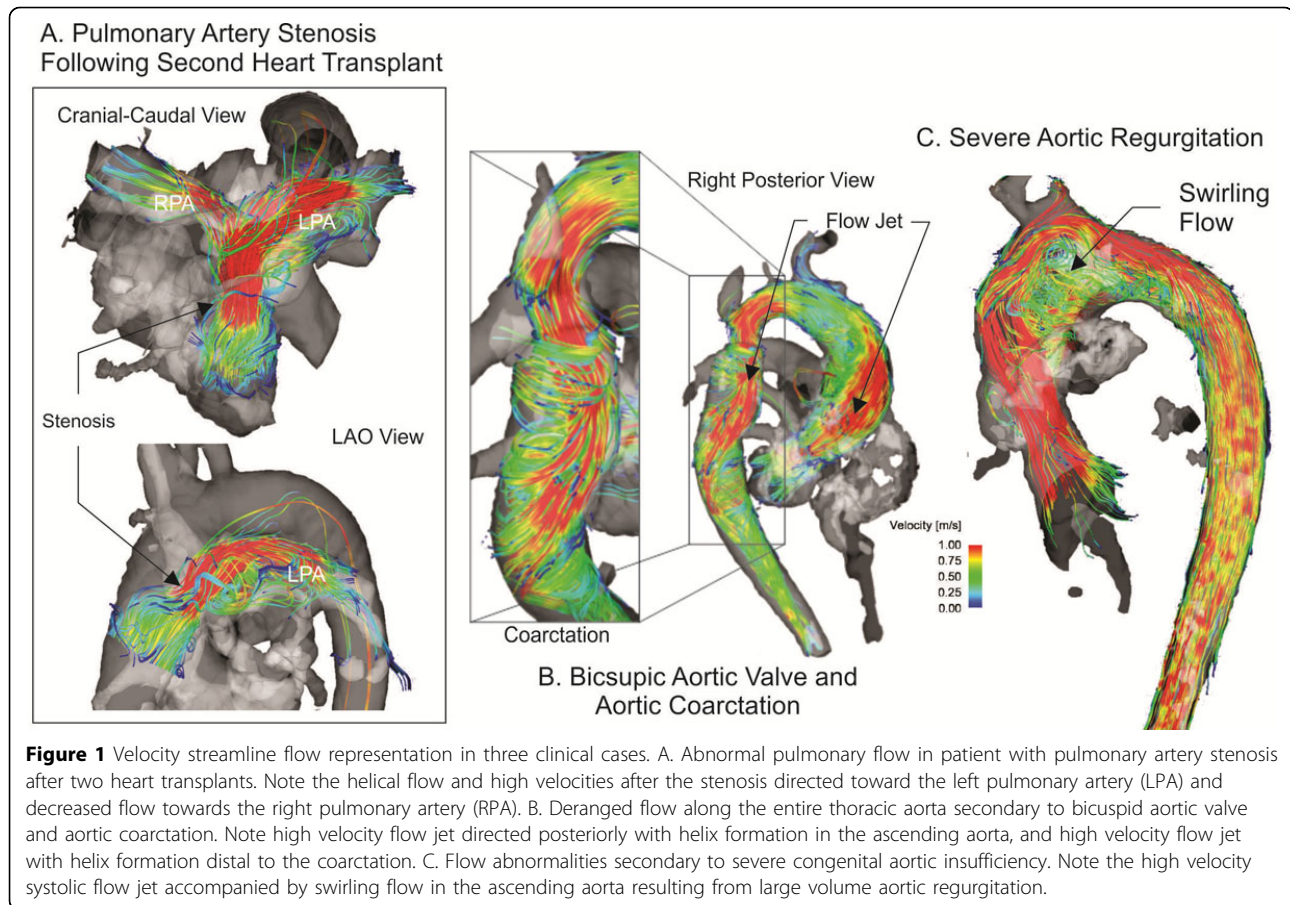 A. Pulmonary Artery Stenosis
Following Second Heart Transplant
Cranial-Caudal View
RPA
LPA
Stenosis
LAO View
LPA
Right Posterior View
Flow Jet
Coarctation
B. Bicsupic Aortic Valve and
Aortic Coarctation
C. Severe Aortic Regurgitation
Swirling
Flow
Velocity [m/s]
1.00
0.75
0.50
0.25
0.00
Figure 1 Velocity streamline flow representation in three clinical cases. A. Abnormal pulmonary flow in patient with pulmonary artery stenosis
after two heart transplants. Note the helical flow and high velocities after the stenosis directed toward the left pulmonary artery (LPA) and
decreased flow towards the right pulmonary artery (RPA). B. Deranged flow along the entire thoracic aorta secondary to bicuspid aortic valve
and aortic coarctation. Note high velocity flow jet directed posteriorly with helix formation in the ascending aorta, and high velocity flow jet
with helix formation distal to the coarctation. C. Flow abnormalities secondary to severe congenital aortic insufficiency. Note the high velocity
systolic flow jet accompanied by swirling flow in the ascending aorta resulting from large volume aortic regurgitation.